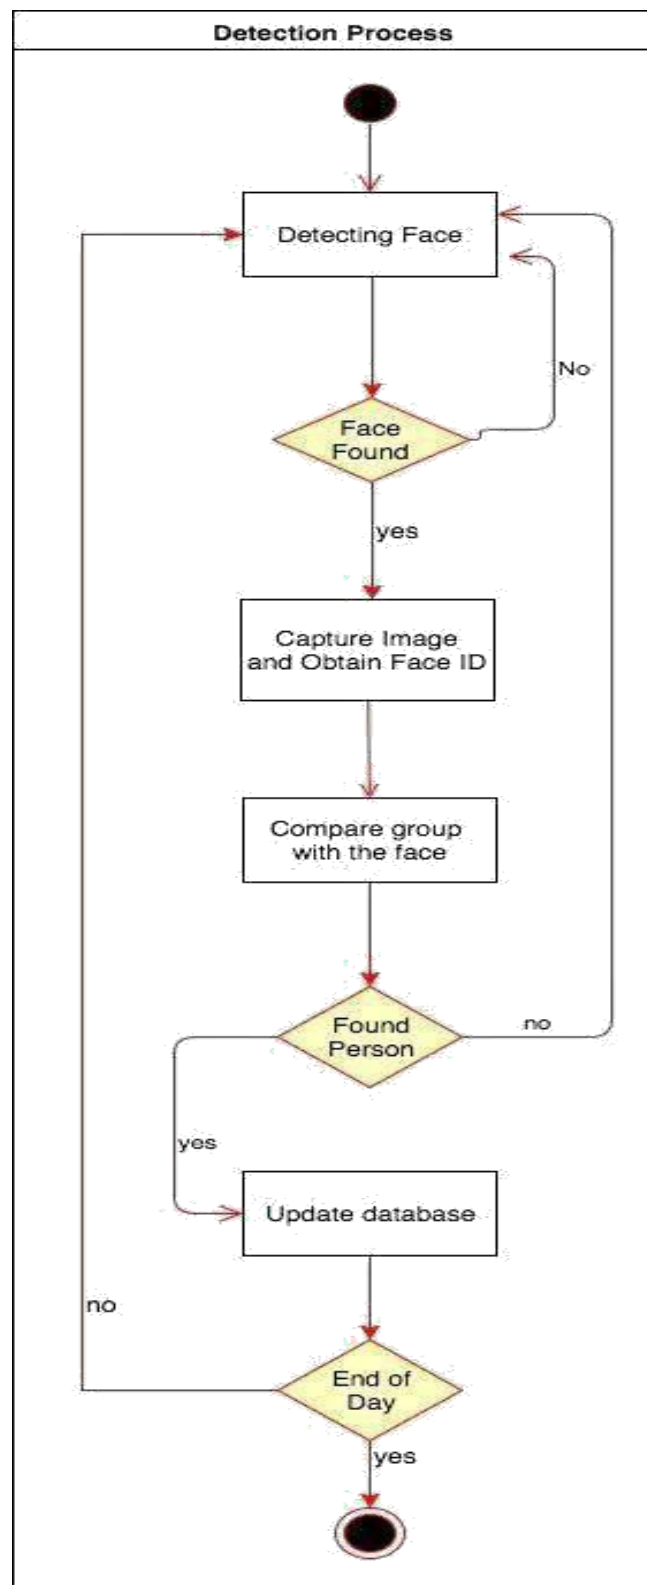 Detection Process
Detecting Face
No
Face
Found
yes
Capture Image
and Obtain Face ID
Compare group
with the face
Found
Person
no
yes
Update database
no
End of
Day
yes